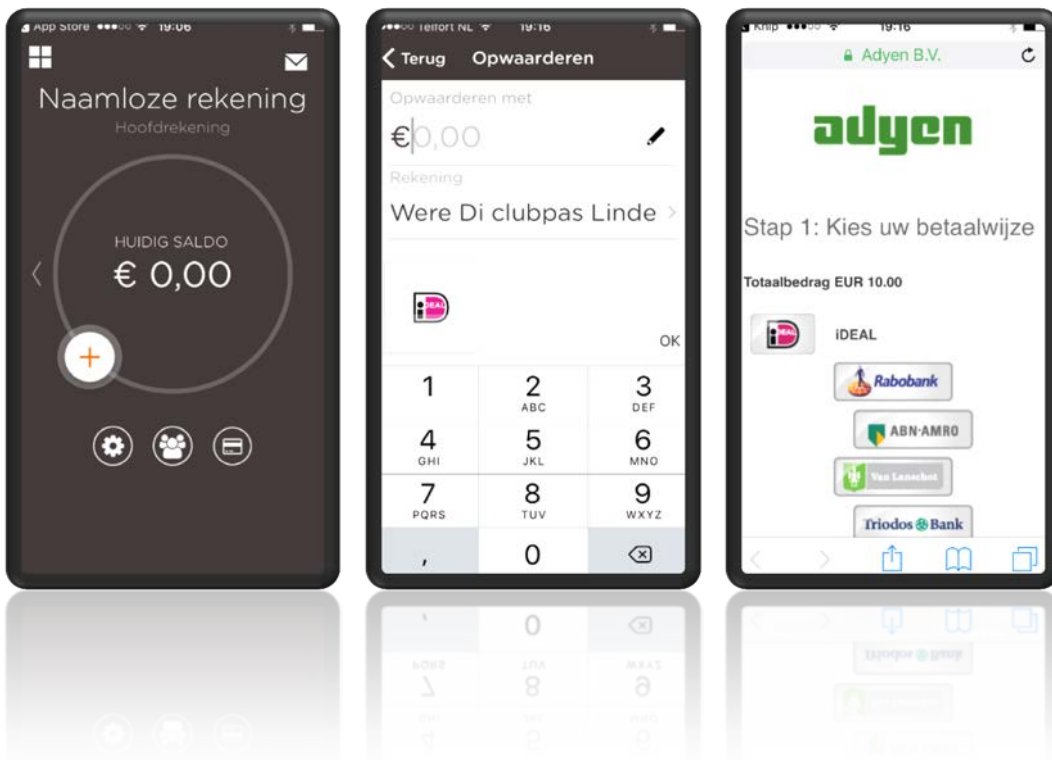 App Store 19:06
Naamloze rekening
Hoofdrekening
HUIDIG SALDO
€ 0,00
Telfort NL 19:16
Terug Opwaarderen
Opwaarderen met
€0,00
Rekening
Were Di clubpas Linde
iDEAL
OK
1 2 3
ABC DEF
4 5 6
GHI JKL MNO
7 8 9
PQRS TUV WXYZ
, 0
Knip 19:16
Adyen B.V.
adyen
Stap 1: Kies uw betaalwijze
Totaalbedrag EUR 10.00
iDEAL iDEAL
Rabobank
ABN·AMRO
Van Lanschot
Triodos Bank